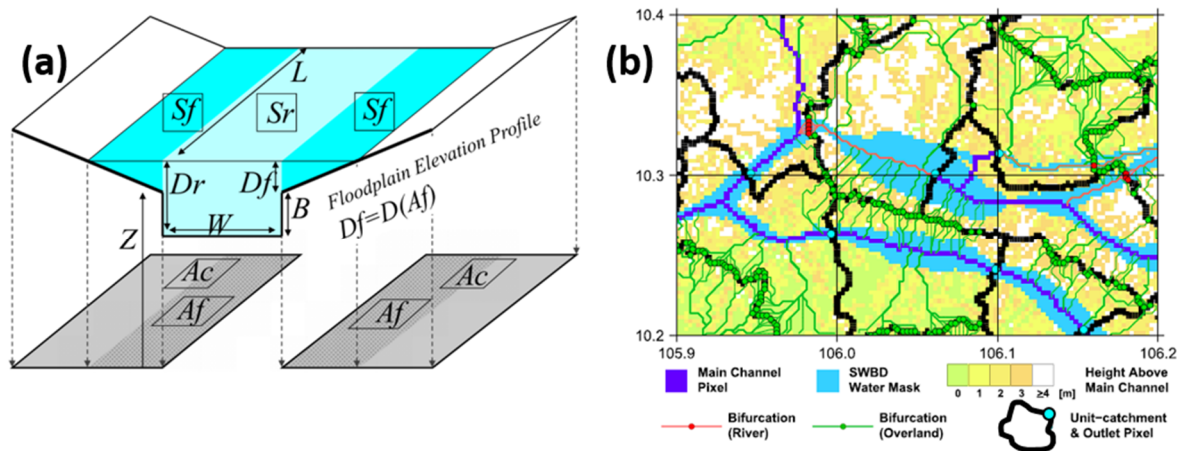 (a)
L
Sf
Sr
Sf
Dr
Df
Floodplain Elevation Profile
Df=D(Af)
B
W
Z
Ac
Af
Ac
Af
(b)
10.4
10.3
10.2
105.9 106.0 106.1 106.2
Main Channel
Pixel
SWBD
Water Mask
0 1 2 3 ≥4 [m]
Height Above
Main Channel
Bifurcation
(River)
Bifurcation
(Overland)
Unit−catchment
& Outlet Pixel